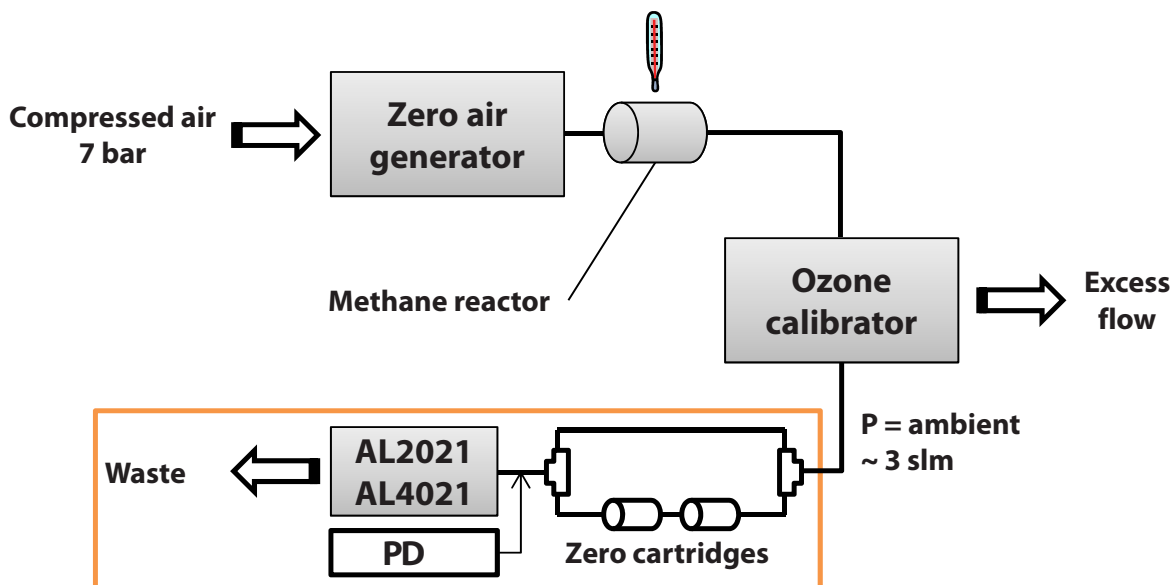 Compressed air
7 bar
Zero air
generator
Methane reactor
Ozone
calibrator
Excess
flow
P = ambient
~ 3 slm
Waste
AL2021
AL4021
PD
Zero cartridges